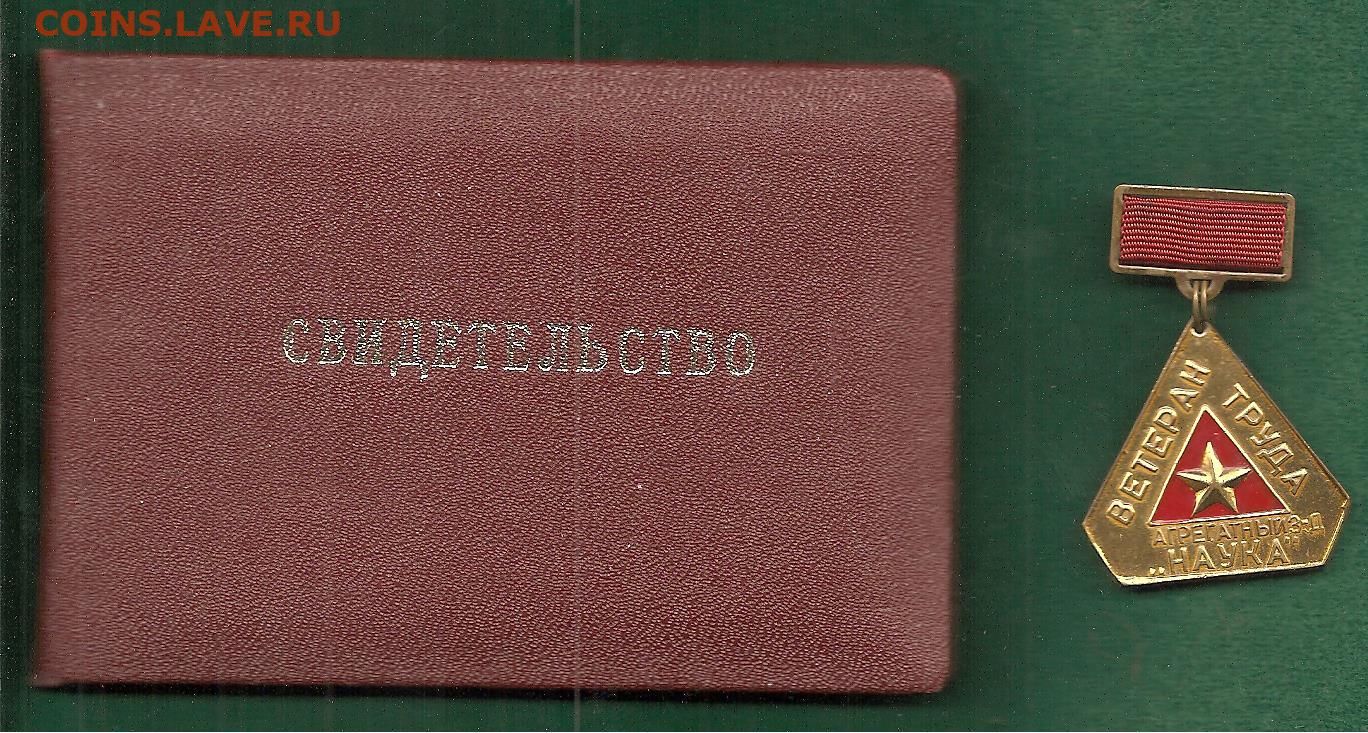 COINS.LAVE.RU
СВИДЕТЕЛЬСТВО
ВЕТЕРАН ТРУДА
АГРЕГАТНЫЙ З-Д
„НАУКА"